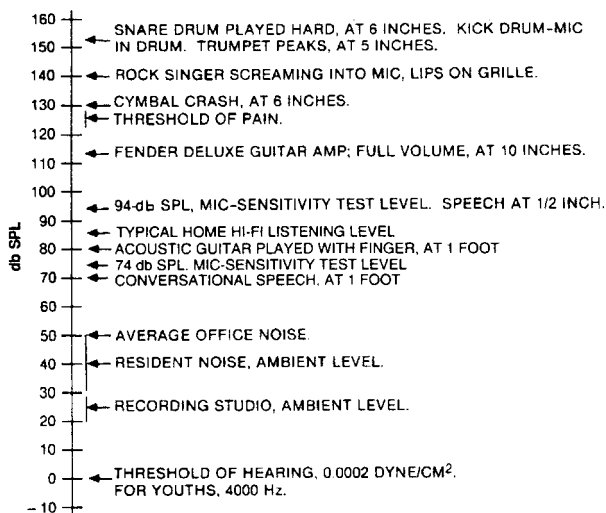 db SPL
160
150
140
130
120
110
100
90
80
70
60
50
40
30
20
10
0
-10
SNARE DRUM PLAYED HARD, AT 6 INCHES. KICK DRUM-MIC
IN DRUM. TRUMPET PEAKS, AT 5 INCHES.
ROCK SINGER SCREAMING INTO MIC, LIPS ON GRILLE.
CYMBAL CRASH, AT 6 INCHES.
THRESHOLD OF PAIN.
FENDER DELUXE GUITAR AMP; FULL VOLUME, AT 10 INCHES.
94-db SPL, MIC-SENSITIVITY TEST LEVEL. SPEECH AT 1/2 INCH.
TYPICAL HOME HI-FI LISTENING LEVEL
ACOUSTIC GUITAR PLAYED WITH FINGER, AT 1 FOOT
74 db SPL. MIC-SENSITIVITY TEST LEVEL
CONVERSATIONAL SPEECH, AT 1 FOOT
AVERAGE OFFICE NOISE.
RESIDENT NOISE, AMBIENT LEVEL.
RECORDING STUDIO, AMBIENT LEVEL.
THRESHOLD OF HEARING, 0.0002 DYNE/CM².
FOR YOUTHS, 4000 Hz.